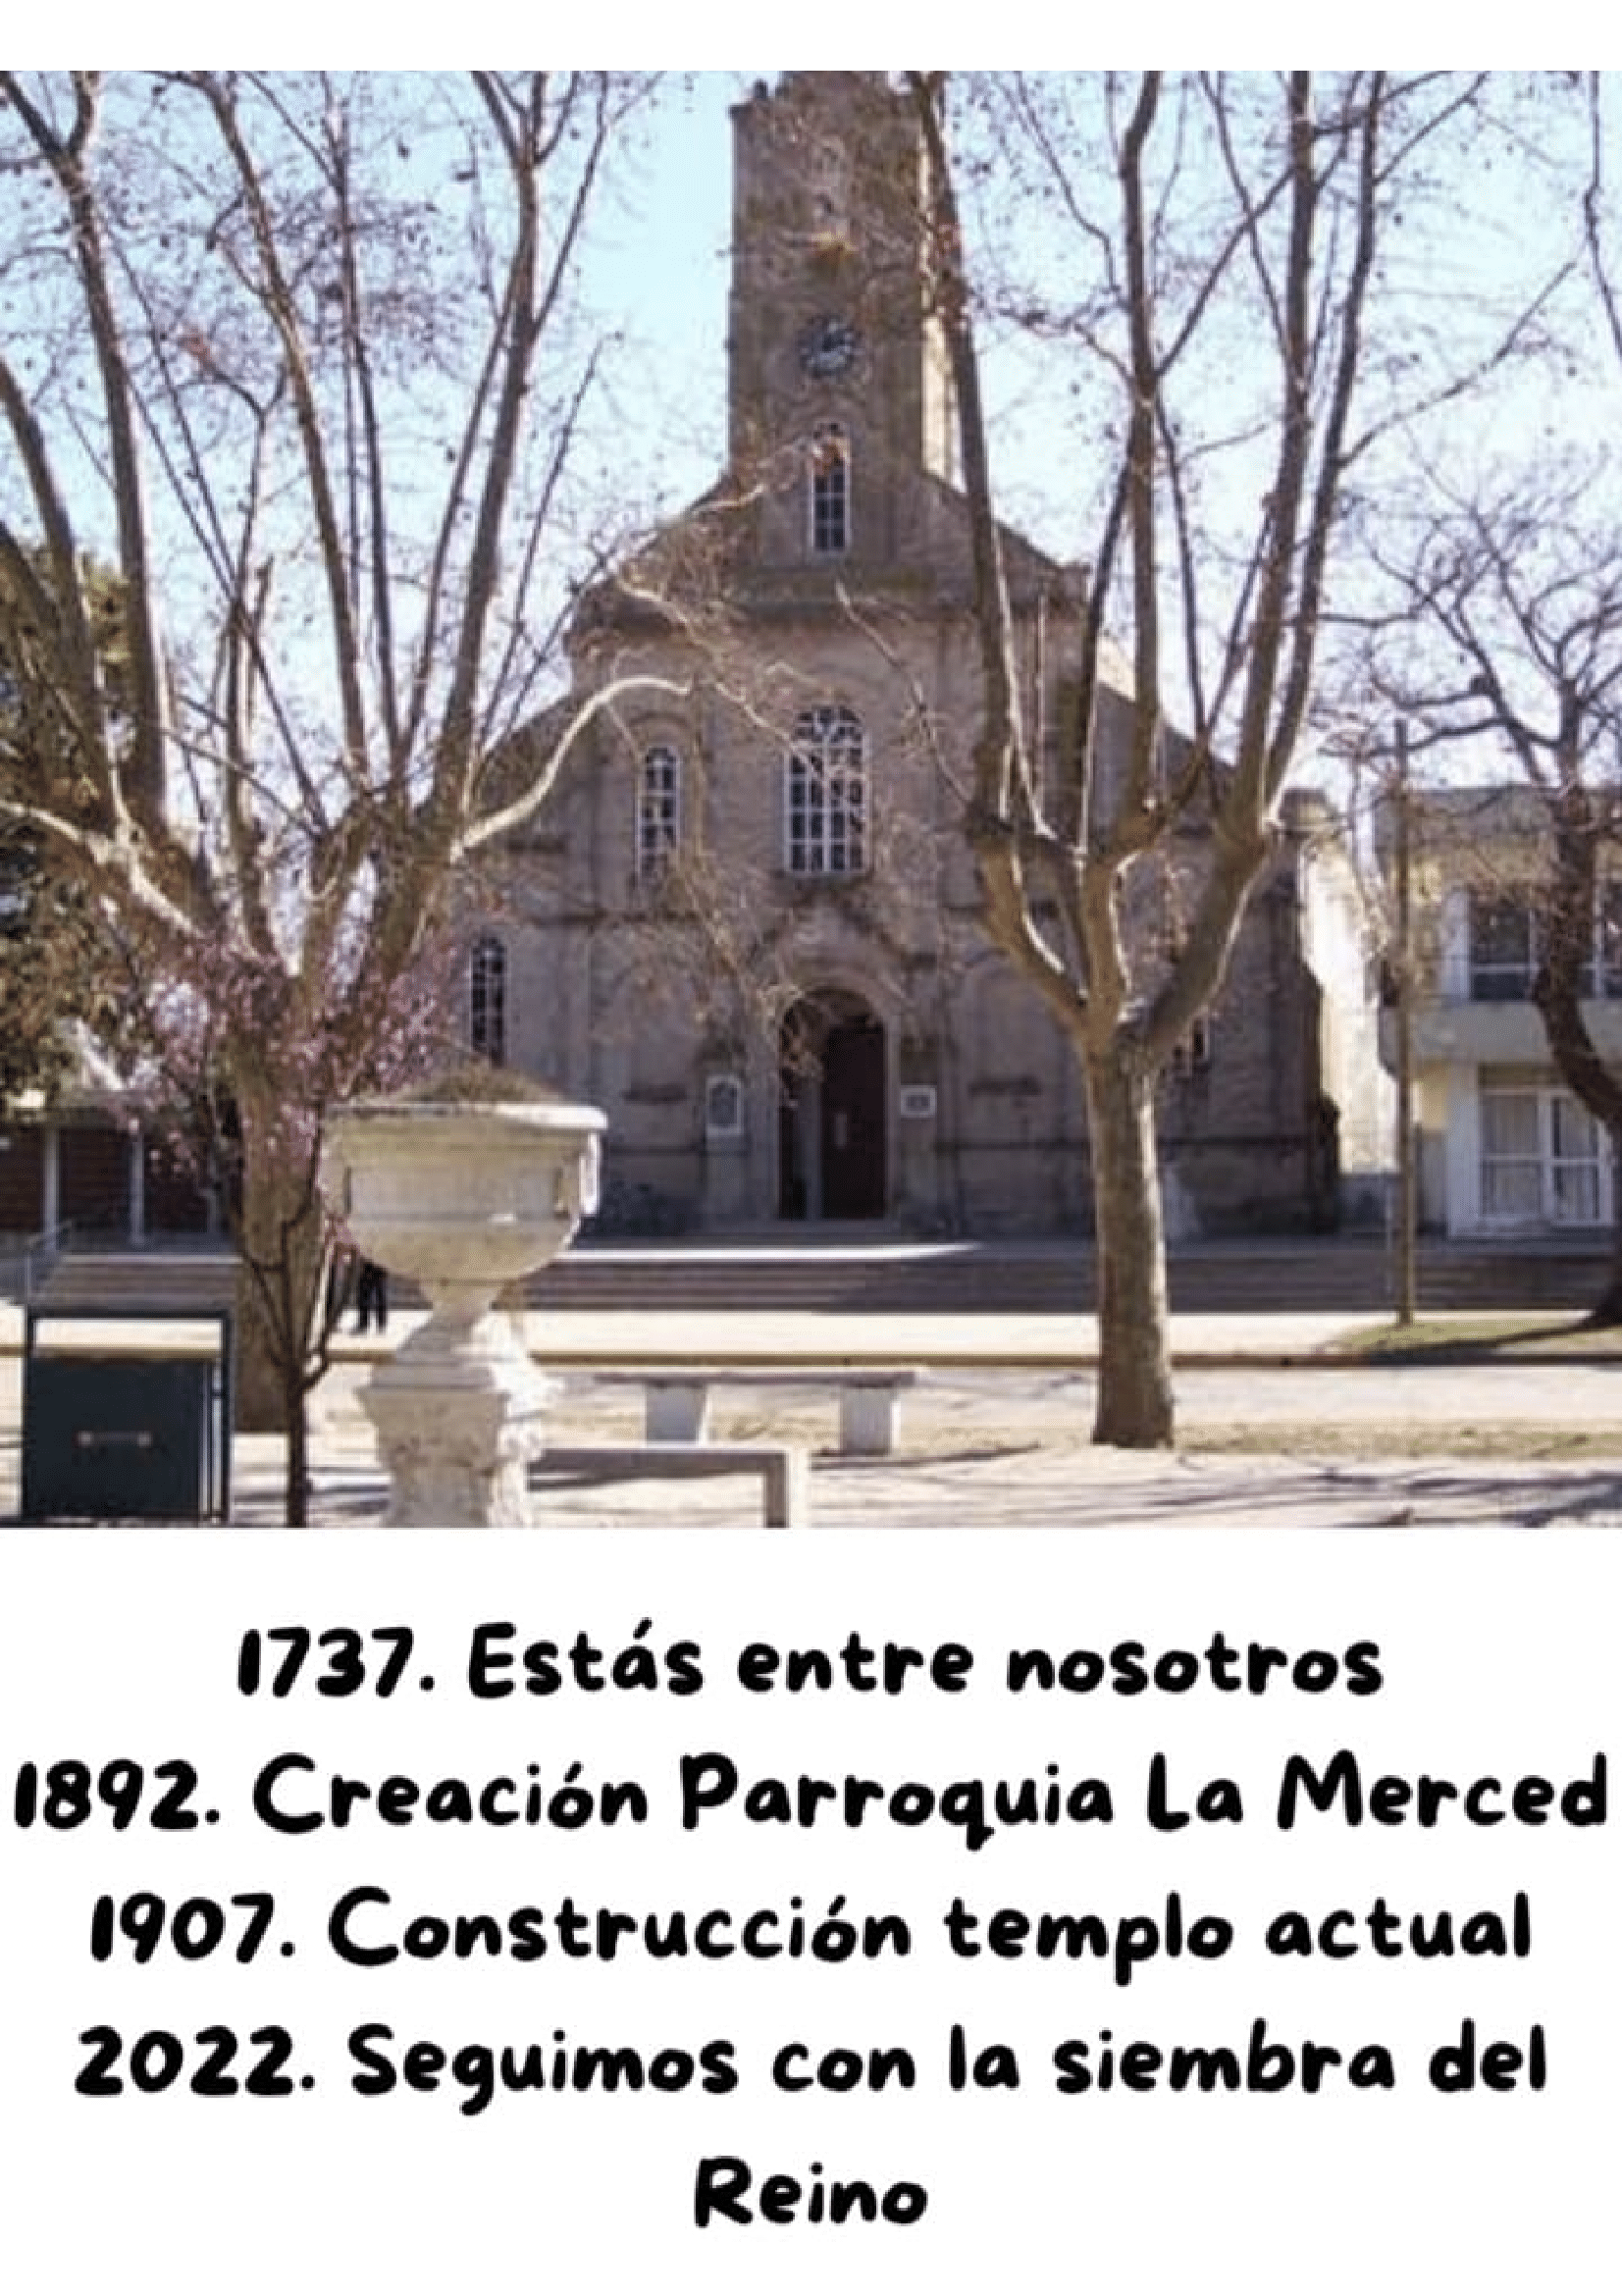 1737. Estás entre nosotros
1892. Creación Parroquia La Merced
1907. Construcción templo actual
2022. Seguimos con la siembra del
Reino